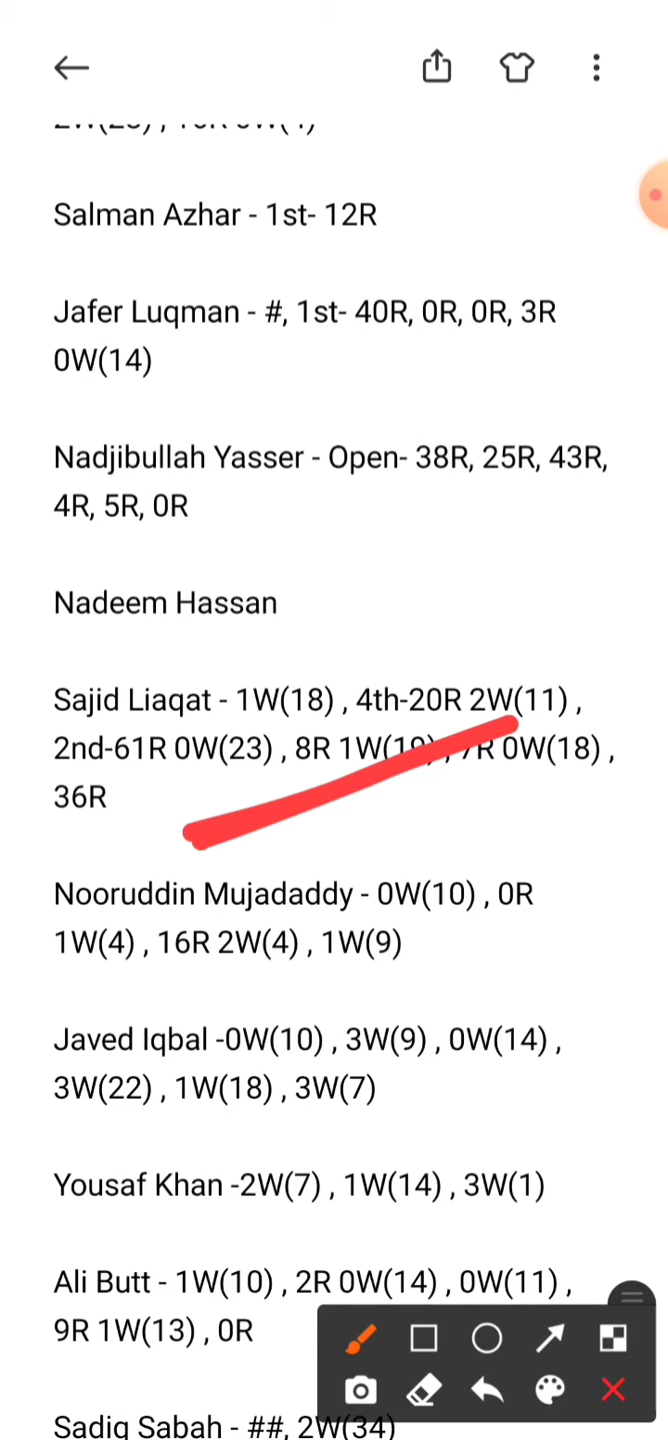 Salman Azhar - 1st- 12R
Jafer Luqman - #, 1st- 40R, 0R, 0R, 3R
0W(14)
Nadjibullah Yasser - Open- 38R, 25R, 43R,
4R, 5R, 0R
Nadeem Hassan
Sajid Liaqat - 1W(18) , 4th-20R 2W(11) ,
2nd-61R 0W(23) , 8R 0W(18) ,
36R
Nooruddin Mujadaddy - 0W(10) , 0R
1W(4) , 16R 2W(4) , 1W(9)
Javed Iqbal -0W(10) , 3W(9) , 0W(14) ,
3W(22) , 1W(18) , 3W(7)
Yousaf Khan -2W(7) , 1W(14) , 3W(1)
Ali Butt - 1W(10) , 2R 0W(14) , 0W(11) ,
9R 1W(13) , 0R
Sadiq Sabah - ##, 2W(34)